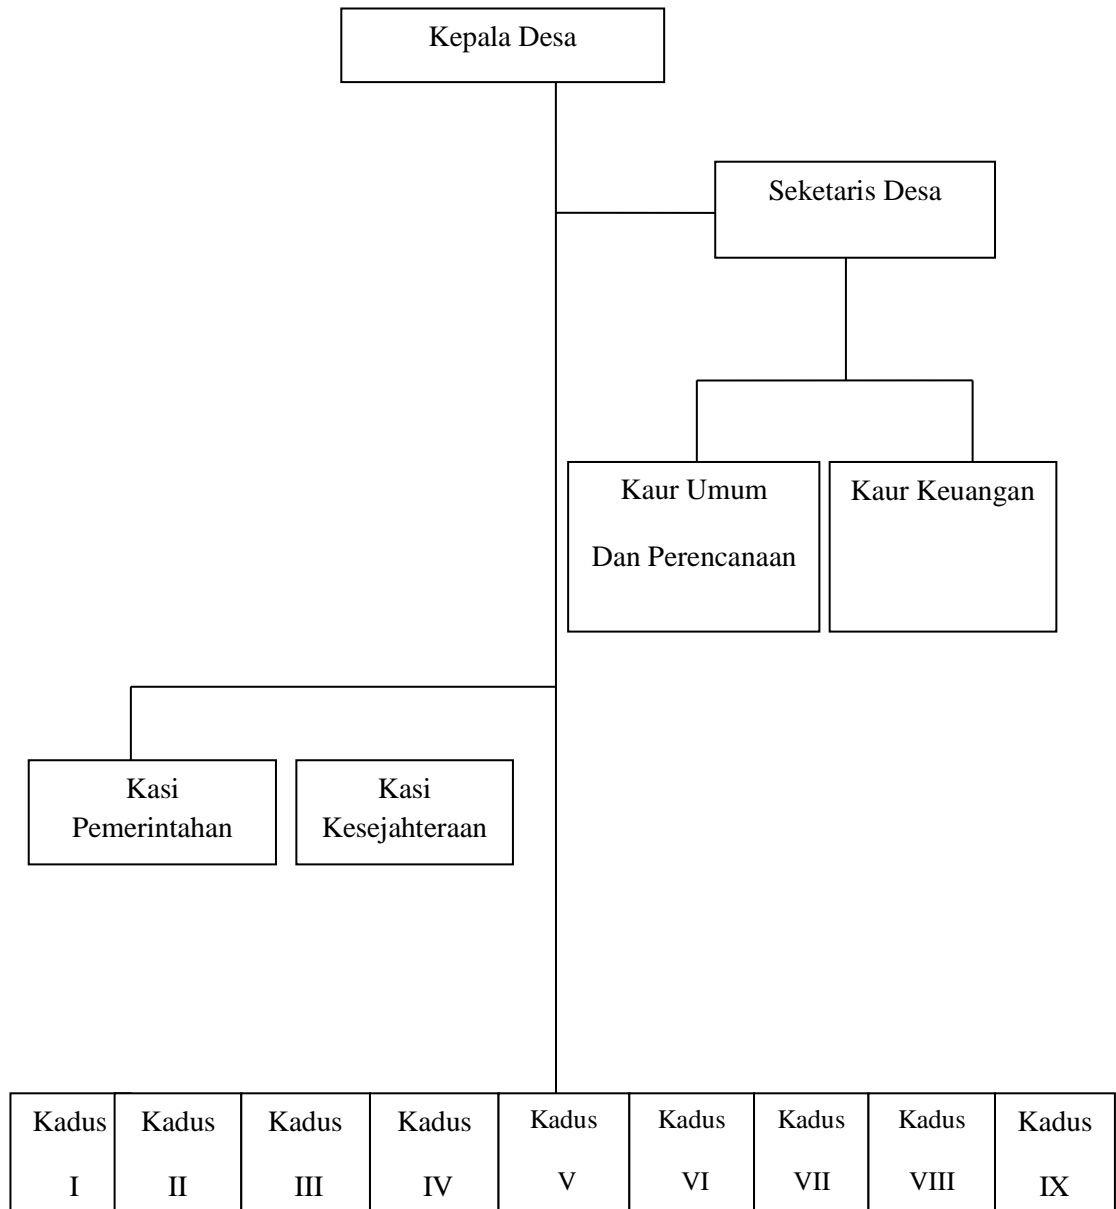 Kepala Desa
Seketaris Desa
Kaur Umum
Dan Perencanaan
Kaur Keuangan
Kasi
Pemerintahan
Kasi
Kesejahteraan
Kadus
I
Kadus
II
Kadus
III
Kadus
IV
Kadus
V
Kadus
VI
Kadus
VII
Kadus
VIII
Kadus
IX